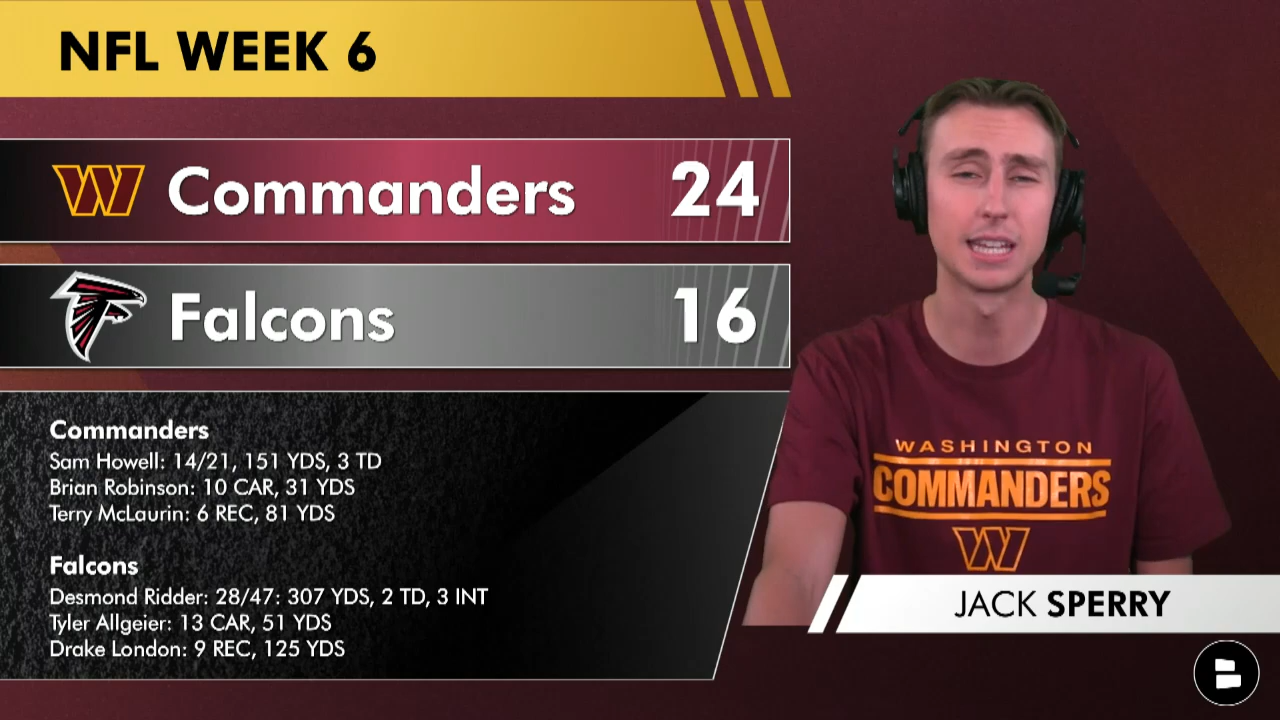 NFL WEEK 6
Commanders 24
Falcons 16
Commanders
Sam Howell: 14/21, 151 YDS, 3 TD
Brian Robinson: 10 CAR, 31 YDS
Terry McLaurin: 6 REC, 81 YDS
Falcons
Desmond Ridder: 28/47: 307 YDS, 2 TD, 3 INT
Tyler Allgeier: 13 CAR, 51 YDS
Drake London: 9 REC, 125 YDS
WASHINGTON
COMMANDERS
W
JACK SPERRY